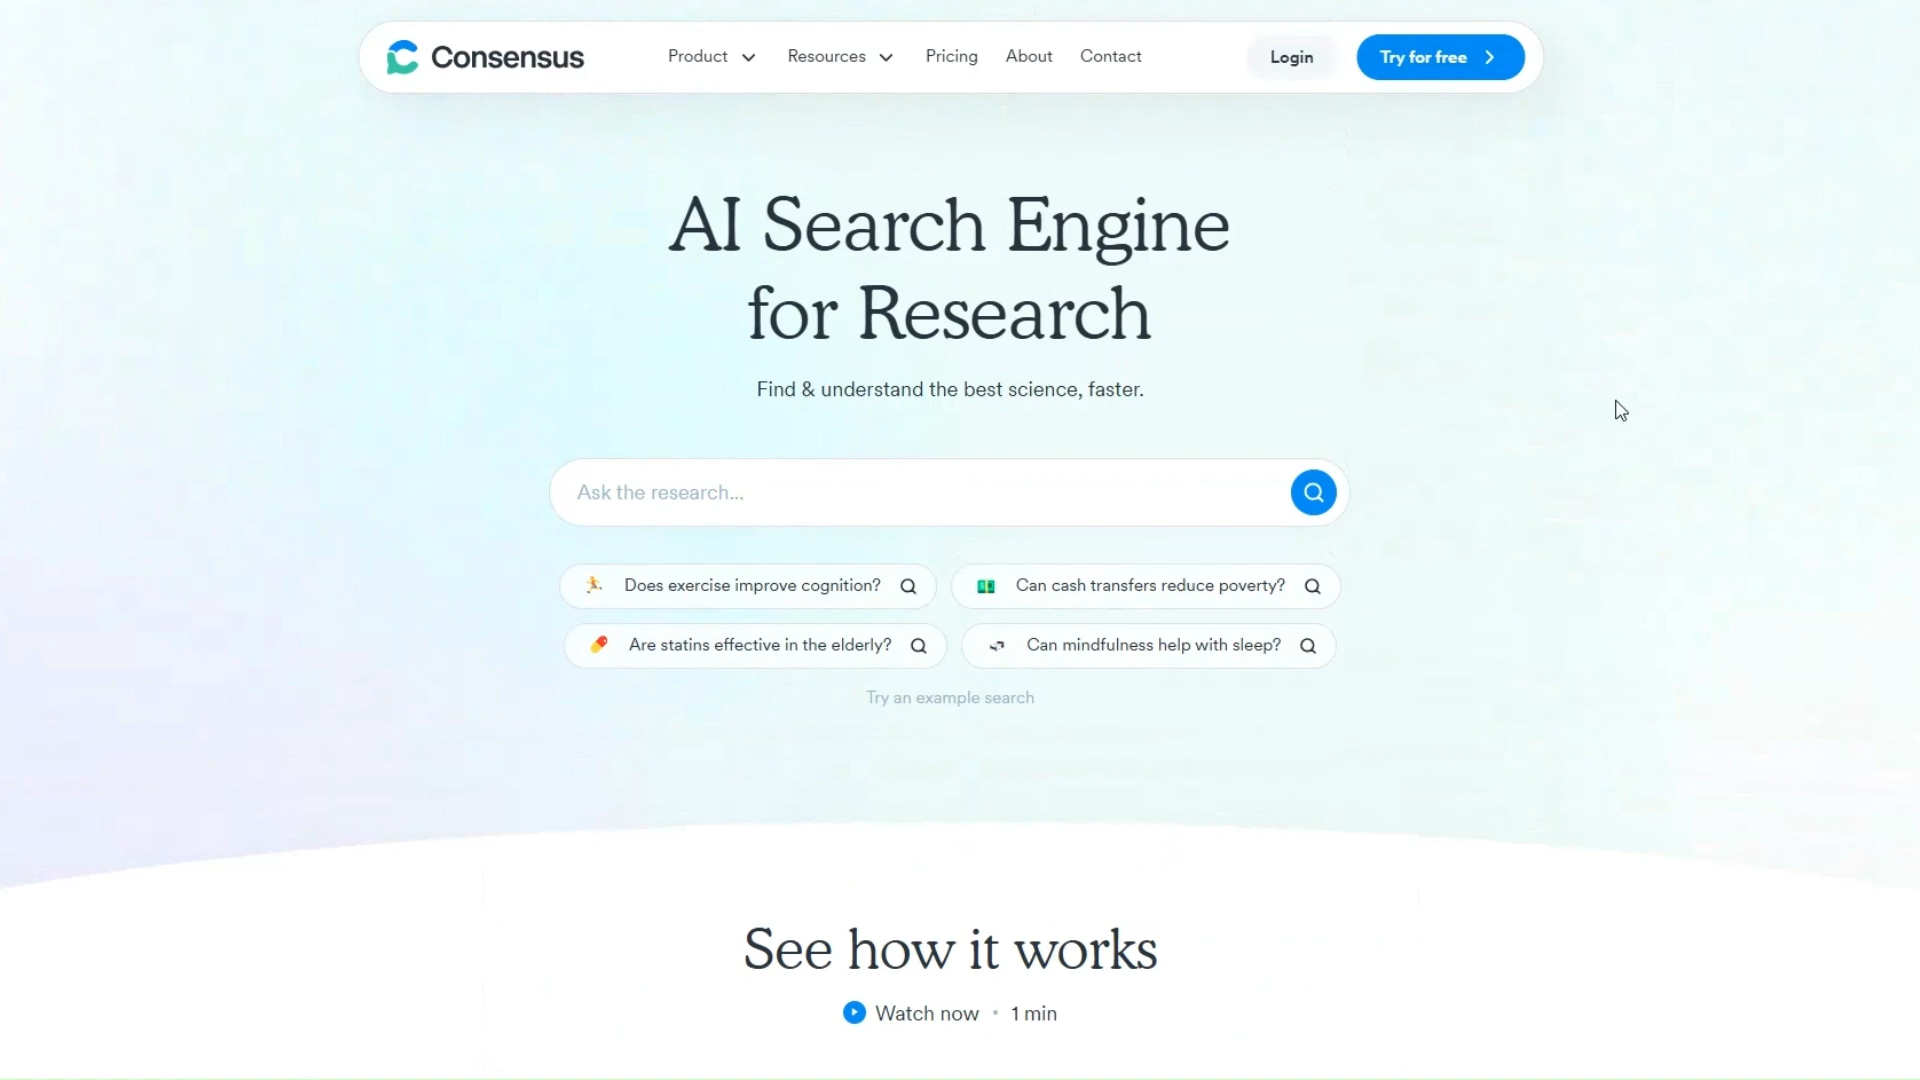 Consensus
Product
Resources
Pricing
About
Contact
Login
Try for free
AI Search Engine
for Research
Find & understand the best science, faster.
Ask the research...
Does exercise improve cognition?
Can cash transfers reduce poverty?
Are statins effective in the elderly?
Can mindfulness help with sleep?
Try an example search
See how it works
Watch now • 1 min